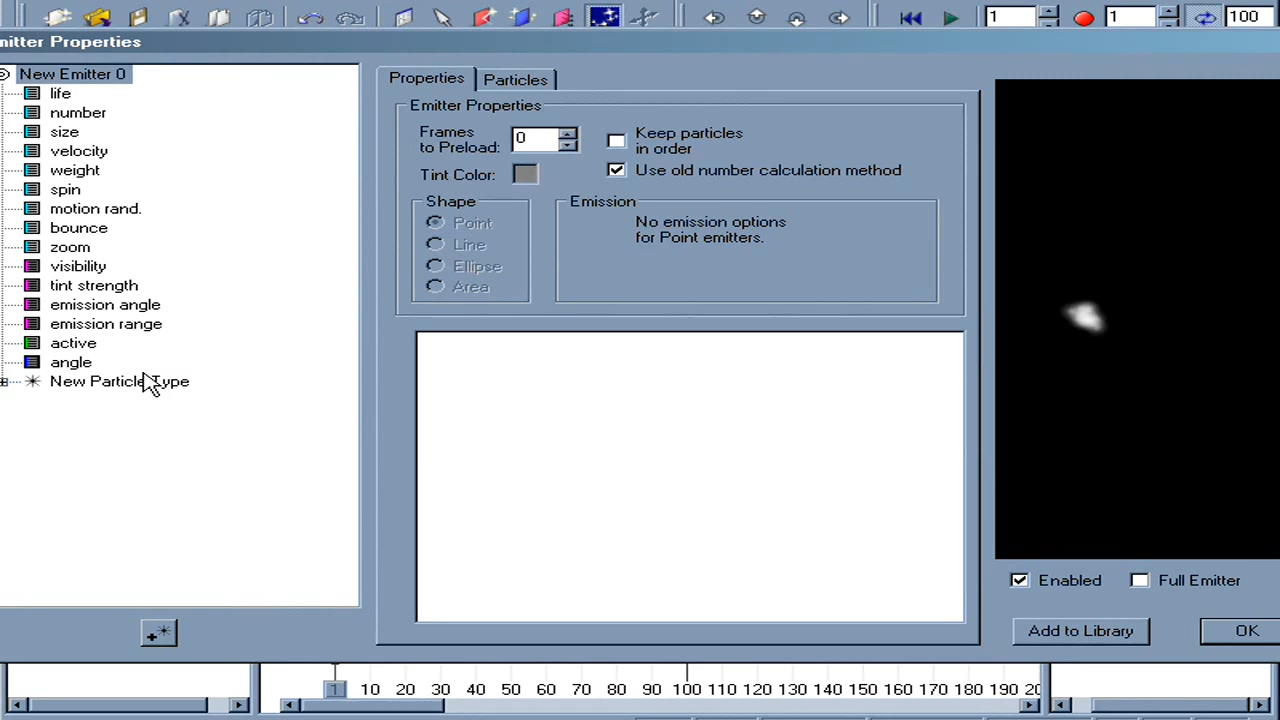 1
1
100
mitter Properties
New Emitter 0
life
number
size
velocity
weight
spin
motion rand.
bounce
zoom
visibility
tint strength
emission angle
emission range
active
angle
New Particle Type
Properties
Particles
Emitter Properties
Frames
to Preload:
0
Keep particles
in order
Tint Color:
Use old number calculation method
Shape
Point
Line
Ellipse
Area
Emission
No emission options
for Point emitters.
Enabled
Full Emitter
Add to Library
OK
1 10 20 30 40 50 60 70 80 90 100 110 120 130 140 150 160 170 180 190 20